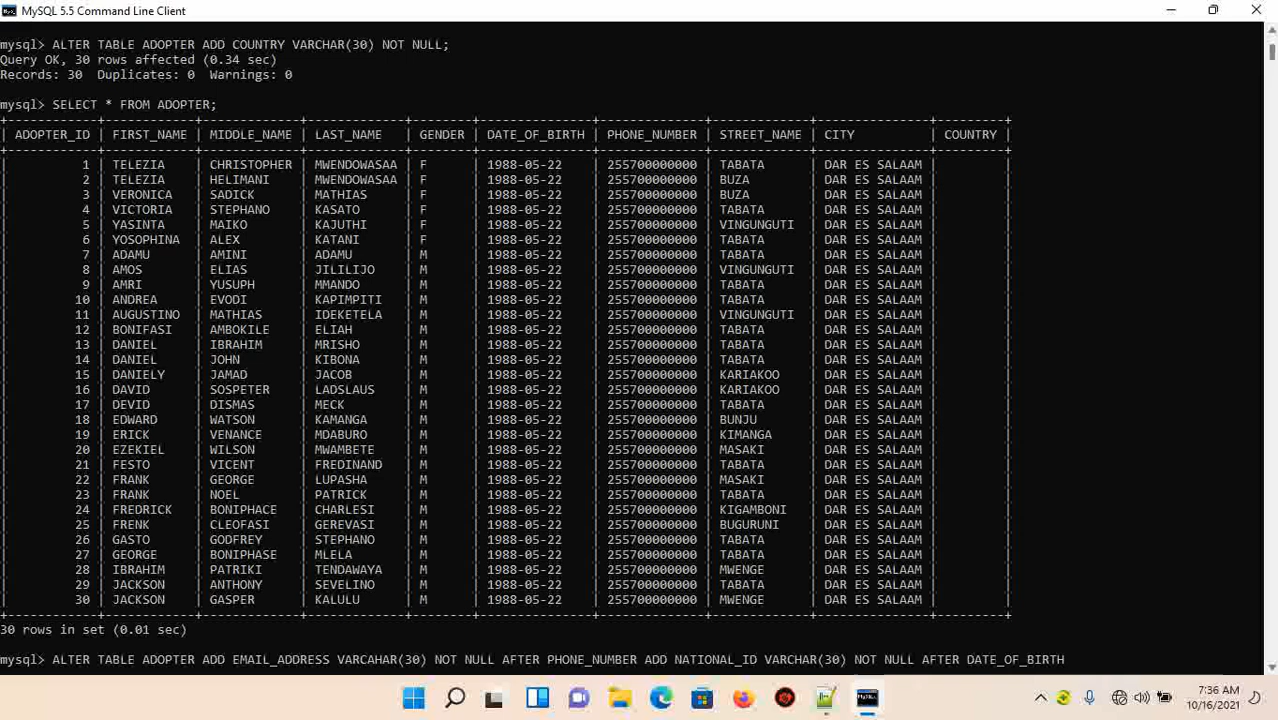 MySQL 5.5 Command Line Client
mysql> ALTER TABLE ADOPTER ADD COUNTRY VARCHAR(30) NOT NULL;
Query OK, 30 rows affected (0.34 sec)
Records: 30  Duplicates: 0  Warnings: 0
mysql> SELECT * FROM ADOPTER;
+------------+------------+-------------+------------+--------+---------------+--------------+-------------+---------------+---------+
| ADOPTER_ID | FIRST_NAME | MIDDLE_NAME | LAST_NAME  | GENDER | DATE_OF_BIRTH | PHONE_NUMBER | STREET_NAME | CITY          | COUNTRY |
+------------+------------+-------------+------------+--------+---------------+--------------+-------------+---------------+---------+
|          1 | TELEZIA    | CHRISTOPHER | MWENDOWASAA | F      | 1988-05-22    | 255700000000 | TABATA      | DAR ES SALAAM |         |
|          2 | TELEZIA    | HELIMANI    | MWENDOWASAA | F      | 1988-05-22    | 255700000000 | BUZA        | DAR ES SALAAM |         |
|          3 | VERONICA   | SADICK      | MATHIAS     | F      | 1988-05-22    | 255700000000 | BUZA        | DAR ES SALAAM |         |
|          4 | VICTORIA   | STEPHANO    | KASATO      | F      | 1988-05-22    | 255700000000 | TABATA      | DAR ES SALAAM |         |
|          5 | YASINTA    | MAIKO       | KAJUTHI     | F      | 1988-05-22    | 255700000000 | VINGUNGUTI  | DAR ES SALAAM |         |
|          6 | YOSOPHINA  | ALEX        | KATANI      | F      | 1988-05-22    | 255700000000 | TABATA      | DAR ES SALAAM |         |
|          7 | ADAMU      | AMINI       | ADAMU       | M      | 1988-05-22    | 255700000000 | TABATA      | DAR ES SALAAM |         |
|          8 | AMOS       | ELIAS       | JILILIJO    | M      | 1988-05-22    | 255700000000 | VINGUNGUTI  | DAR ES SALAAM |         |
|          9 | AMRI       | YUSUPH      | MMANDO      | M      | 1988-05-22    | 255700000000 | TABATA      | DAR ES SALAAM |         |
|         10 | ANDREA     | EVODI       | KAPIMPITI   | M      | 1988-05-22    | 255700000000 | TABATA      | DAR ES SALAAM |         |
|         11 | AUGUSTINO  | MATHIAS     | IDEKETELA   | M      | 1988-05-22    | 255700000000 | VINGUNGUTI  | DAR ES SALAAM |         |
|         12 | BONIFASI   | AMBOKILE    | ELIAH       | M      | 1988-05-22    | 255700000000 | TABATA      | DAR ES SALAAM |         |
|         13 | DANIEL     | IBRAHIM     | MRISHO      | M      | 1988-05-22    | 255700000000 | TABATA      | DAR ES SALAAM |         |
|         14 | DANIEL     | JOHN        | KIBONA      | M      | 1988-05-22    | 255700000000 | TABATA      | DAR ES SALAAM |         |
|         15 | DANIELY    | JAMAD       | JACOB       | M      | 1988-05-22    | 255700000000 | KARIAKOO    | DAR ES SALAAM |         |
|         16 | DAVID      | SOSPETER    | LADSLAUS    | M      | 1988-05-22    | 255700000000 | KARIAKOO    | DAR ES SALAAM |         |
|         17 | DEVID      | DISMAS      | MECK        | M      | 1988-05-22    | 255700000000 | TABATA      | DAR ES SALAAM |         |
|         18 | EDWARD     | WATSON      | KAMANGA     | M      | 1988-05-22    | 255700000000 | BUNJU       | DAR ES SALAAM |         |
|         19 | ERICK      | VENANCE     | MDABURO     | M      | 1988-05-22    | 255700000000 | KIMANGA     | DAR ES SALAAM |         |
|         20 | EZEKIEL    | WILSON      | MWAMBETE    | M      | 1988-05-22    | 255700000000 | MASAKI      | DAR ES SALAAM |         |
|         21 | FESTO      | VICENT      | FREDINAND   | M      | 1988-05-22    | 255700000000 | TABATA      | DAR ES SALAAM |         |
|         22 | FRANK      | GEORGE      | LUPASHA     | M      | 1988-05-22    | 255700000000 | MASAKI      | DAR ES SALAAM |         |
|         23 | FRANK      | NOEL        | PATRICK     | M      | 1988-05-22    | 255700000000 | TABATA      | DAR ES SALAAM |         |
|         24 | FREDRICK   | BONIPHACE   | CHARLESI    | M      | 1988-05-22    | 255700000000 | KIGAMBONI   | DAR ES SALAAM |         |
|         25 | FRENK      | CLEOFASI    | GEREVASI    | M      | 1988-05-22    | 255700000000 | BUGURUNI    | DAR ES SALAAM |         |
|         26 | GASTO      | GODFREY     | STEPHANO    | M      | 1988-05-22    | 255700000000 | TABATA      | DAR ES SALAAM |         |
|         27 | GEORGE     | BONIPHASE   | MLELA       | M      | 1988-05-22    | 255700000000 | TABATA      | DAR ES SALAAM |         |
|         28 | IBRAHIM    | PATRIKI     | TENDAWAYA   | M      | 1988-05-22    | 255700000000 | MWENGE      | DAR ES SALAAM |         |
|         29 | JACKSON    | ANTHONY     | SEVELINO    | M      | 1988-05-22    | 255700000000 | TABATA      | DAR ES SALAAM |         |
|         30 | JACKSON    | GASPER      | KALULU      | M      | 1988-05-22    | 255700000000 | MWENGE      | DAR ES SALAAM |         |
+------------+------------+-------------+------------+--------+---------------+--------------+-------------+---------------+---------+
30 rows in set (0.01 sec)
mysql> ALTER TABLE ADOPTER ADD EMAIL_ADDRESS VARCAHAR(30) NOT NULL AFTER PHONE_NUMBER ADD NATIONAL_ID VARCHAR(30) NOT NULL AFTER DATE_OF_BIRTH
7:36 AM
10/16/2021